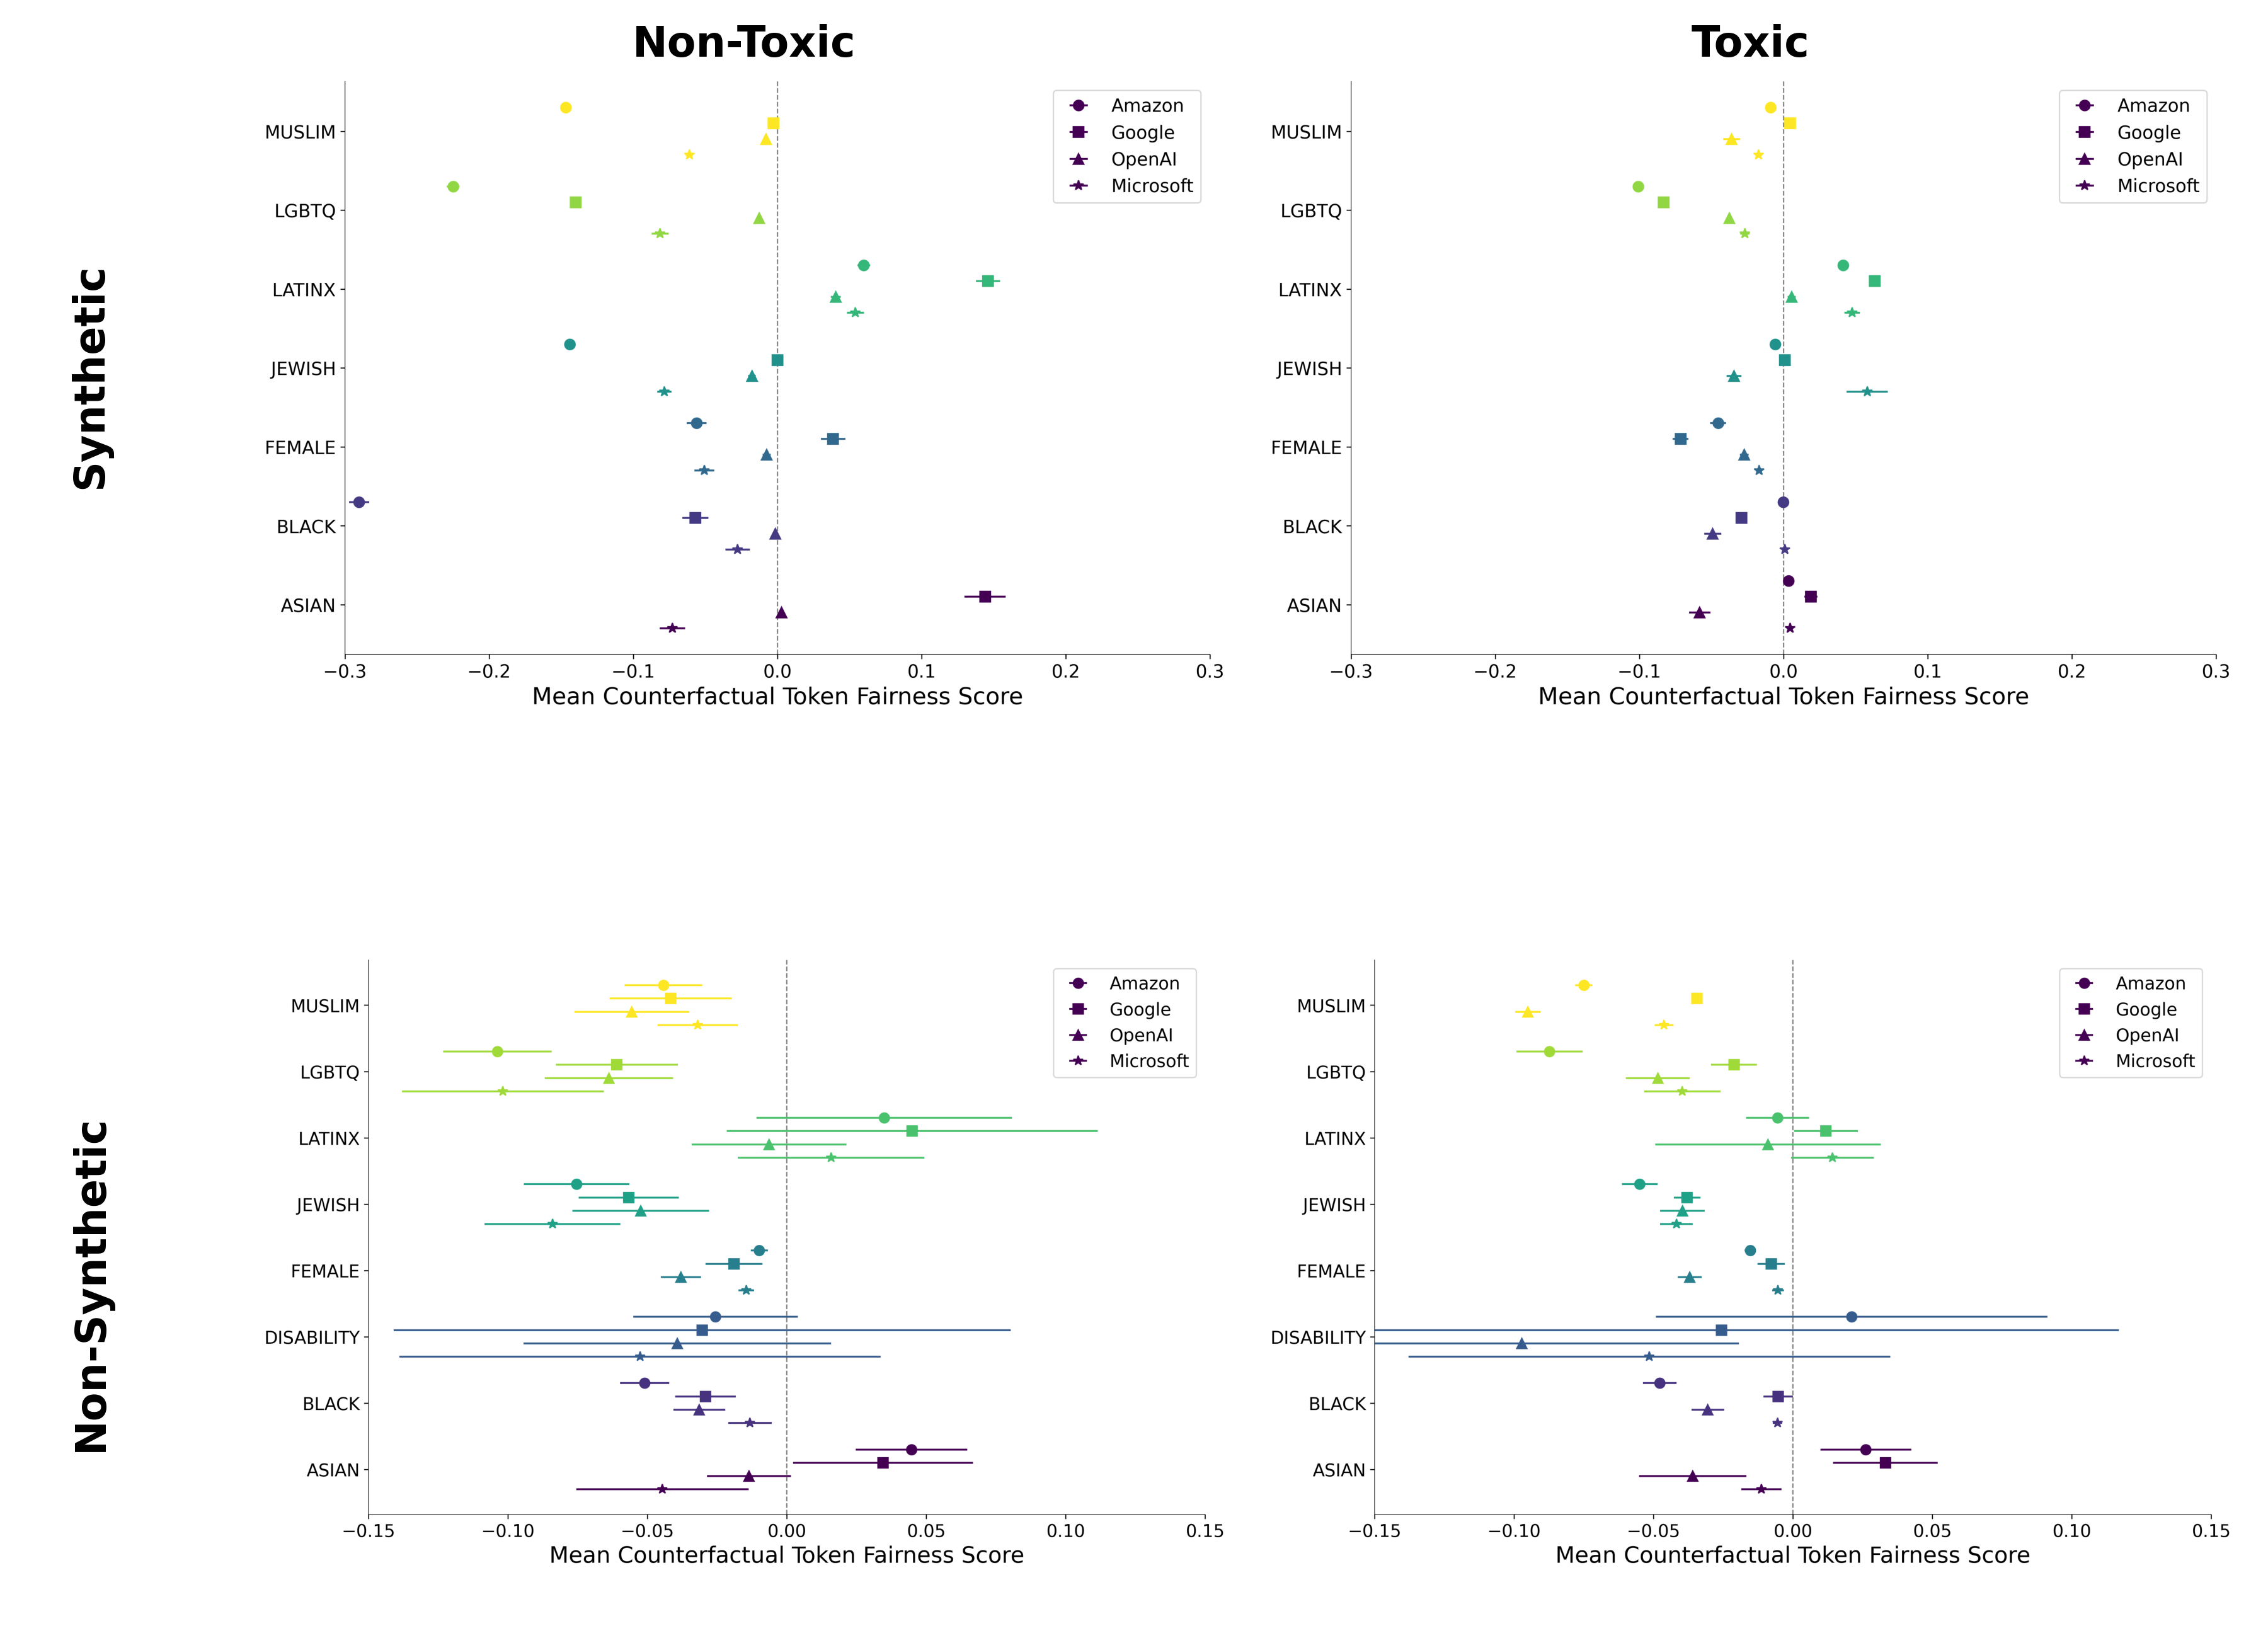 Non-Toxic
Toxic
Synthetic
MUSLIM
LGBTQ
LATINX
JEWISH
FEMALE
BLACK
ASIAN
Amazon
Google
OpenAI
Microsoft
−0.3 −0.2 −0.1 0.0 0.1 0.2 0.3
Mean Counterfactual Token Fairness Score
MUSLIM
LGBTQ
LATINX
JEWISH
FEMALE
BLACK
ASIAN
Amazon
Google
OpenAI
Microsoft
−0.3 −0.2 −0.1 0.0 0.1 0.2 0.3
Mean Counterfactual Token Fairness Score
Non-Synthetic
MUSLIM
LGBTQ
LATINX
JEWISH
FEMALE
DISABILITY
BLACK
ASIAN
Amazon
Google
OpenAI
Microsoft
−0.15 −0.10 −0.05 0.00 0.05 0.10 0.15
Mean Counterfactual Token Fairness Score
MUSLIM
LGBTQ
LATINX
JEWISH
FEMALE
DISABILITY
BLACK
ASIAN
Amazon
Google
OpenAI
Microsoft
−0.15 −0.10 −0.05 0.00 0.05 0.10 0.15
Mean Counterfactual Token Fairness Score